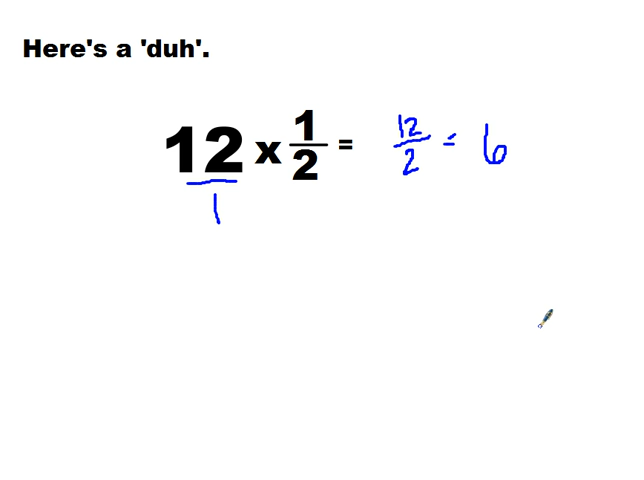 Here's a 'duh'.
12/1 x 1/2 = 12/2 = 6